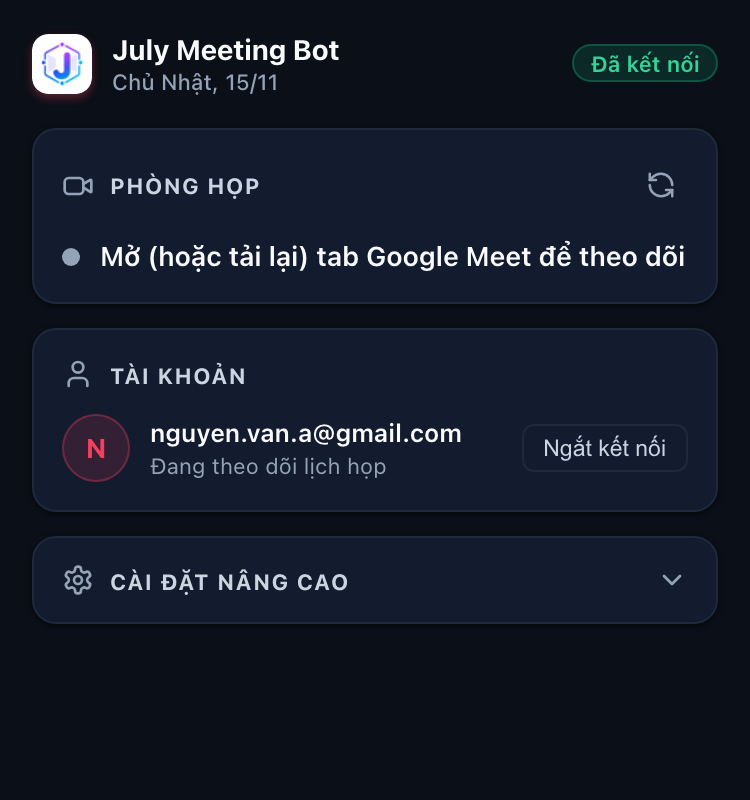 July Meeting Bot
Chủ Nhật, 15/11
Đã kết nối
PHÒNG HỌP
Mở (hoặc tải lại) tab Google Meet để theo dõi
TÀI KHOẢN
N
nguyen.van.a@gmail.com
Đang theo dõi lịch họp
Ngắt kết nối
CÀI ĐẶT NÂNG CAO